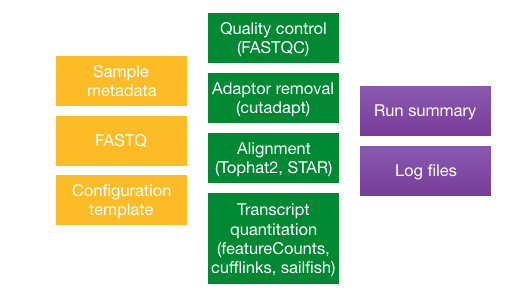 Sample
metadata
FASTQ
Configuration
template
Quality control
(FASTQC)
Adaptor removal
(cutadapt)
Alignment
(Tophat2, STAR)
Transcript
quantitation
(featureCounts,
cufflinks, sailfish)
Run summary
Log files